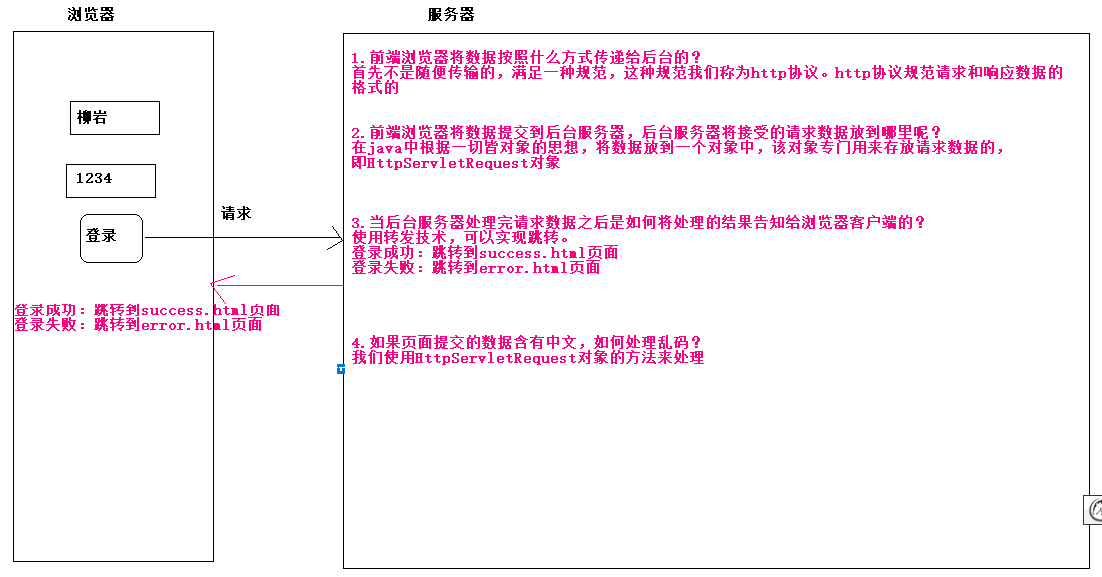 浏览器
服务器
1.前端浏览器将数据按照什么方式传递给后台的？
首先不是随便传输的，满足一种规范，这种规范我们称为http协议。http协议规范请求和响应数据的
格式的
柳岩
2.前端浏览器将数据提交到后台服务器，后台服务器将接受的请求数据放到哪里呢？
在java中根据一切皆对象的思想，将数据放到一个对象中，该对象专门用来存放请求数据的，
即HttpServletRequest对象
1234
请求
登录
3.当后台服务器处理完请求数据之后是如何将处理的结果告知给浏览器客户端的？
使用转发技术，可以实现跳转。
登录成功：跳转到success.html页面
登录失败：跳转到error.html页面
登录成功：跳转到success.html页面
登录失败：跳转到error.html页面
4.如果页面提交的数据含有中文，如何处理乱码？
我们使用HttpServletRequest对象的方法来处理